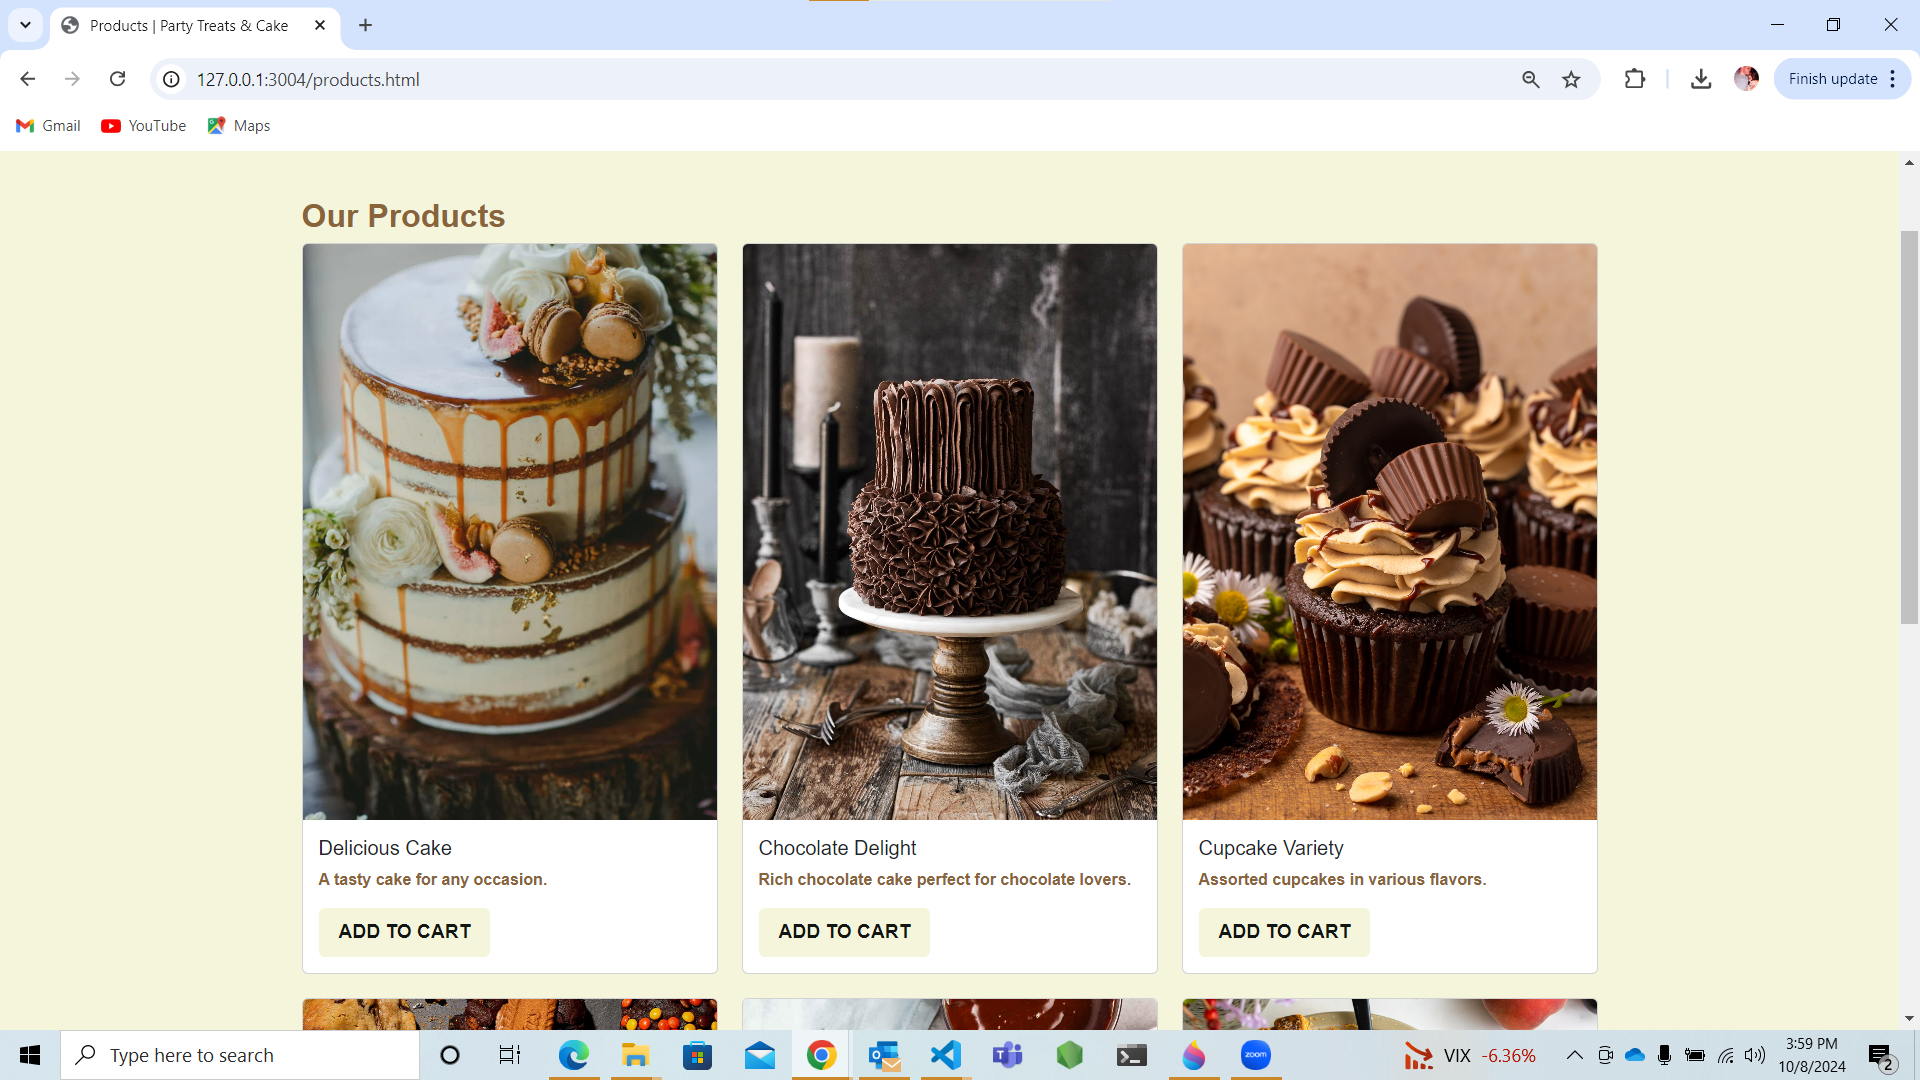 Products | Party Treats & Cake
127.0.0.1:3004/products.html
Finish update
Gmail
YouTube
Maps
Our Products
Delicious Cake
A tasty cake for any occasion.
ADD TO CART
Chocolate Delight
Rich chocolate cake perfect for chocolate lovers.
ADD TO CART
Cupcake Variety
Assorted cupcakes in various flavors.
ADD TO CART
Type here to search
zoom
VIX -6.36%
3:59 PM
10/8/2024
2